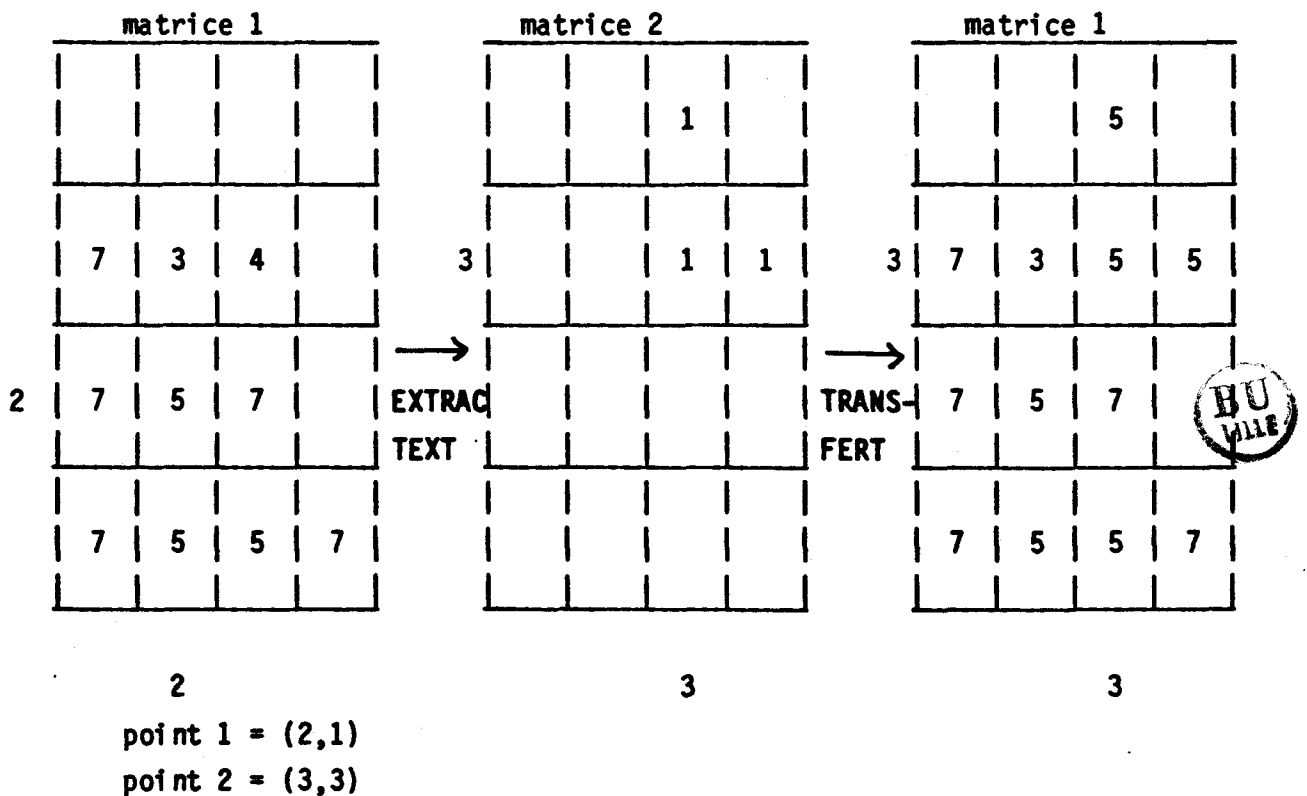 matrice 1 matrice 2 matrice 1
1 5
7 3 4 3 1 1 3 7 3 5 5
2 7 5 7 EXTRAC TRANS- 7 5 7 BU
TEXT FERT
7 5 5 7 7 5 5 7
2 3 3
point 1 = (2,1)
point 2 = (3,3)